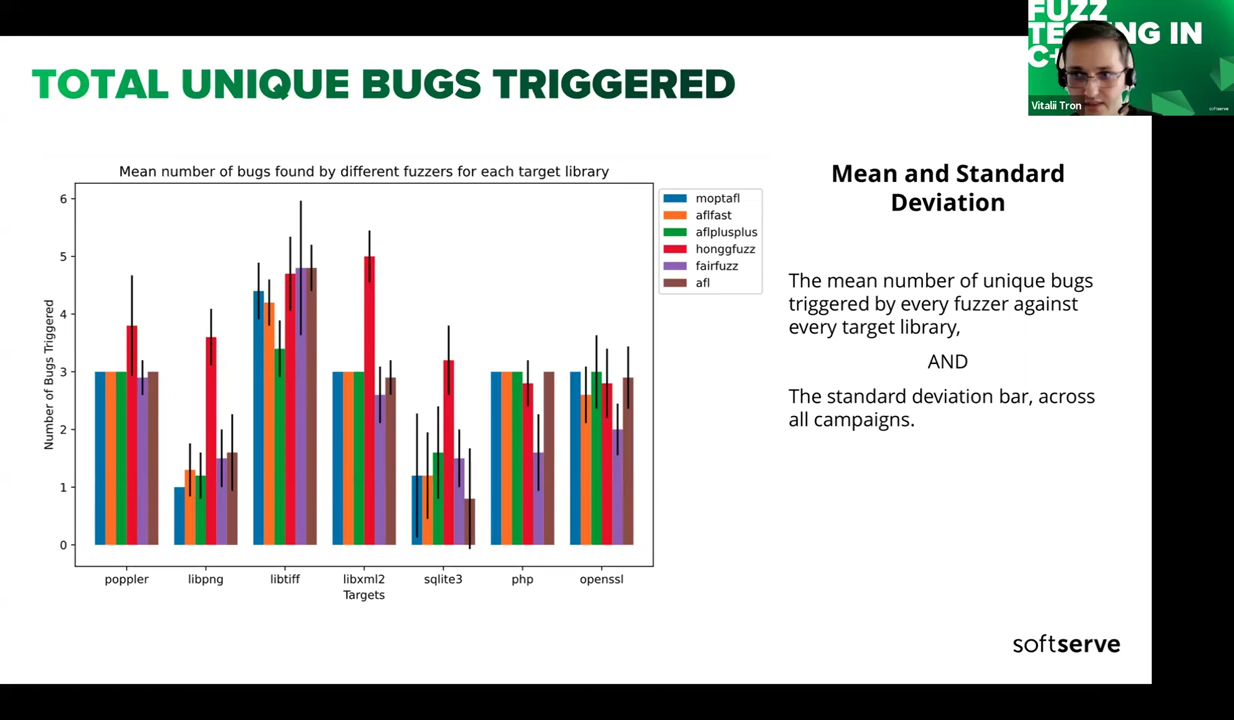 FUZZ
TESTING IN
C++
Vitalii Tron
softserve
TOTAL UNIQUE BUGS TRIGGERED
Mean number of bugs found by different fuzzers for each target library
6
5
4
3
2
1
0
Number of Bugs Triggered
poppler libpng libtiff libxml2 sqlite3 php openssl
Targets
moptafl
aflfast
aflplusplus
honggfuzz
fairfuzz
afl
Mean and Standard
Deviation
The mean number of unique bugs
triggered by every fuzzer against
every target library,
AND
The standard deviation bar, across
all campaigns.
softserve